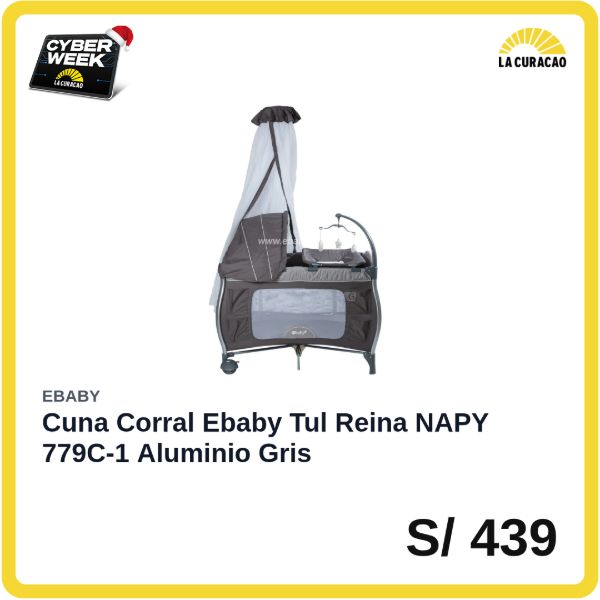 CYBER
WEEK
LA CURACAO
LA CURACAO
EBABY
Cuna Corral Ebaby Tul Reina NAPY
779C-1 Aluminio Gris
S/ 439